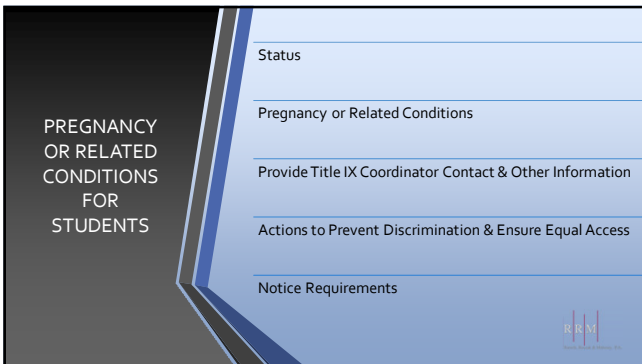 PREGNANCY
OR RELATED
CONDITIONS
FOR
STUDENTS
Status
Pregnancy or Related Conditions
Provide Title IX Coordinator Contact & Other Information
Actions to Prevent Discrimination & Ensure Equal Access
Notice Requirements
RRM